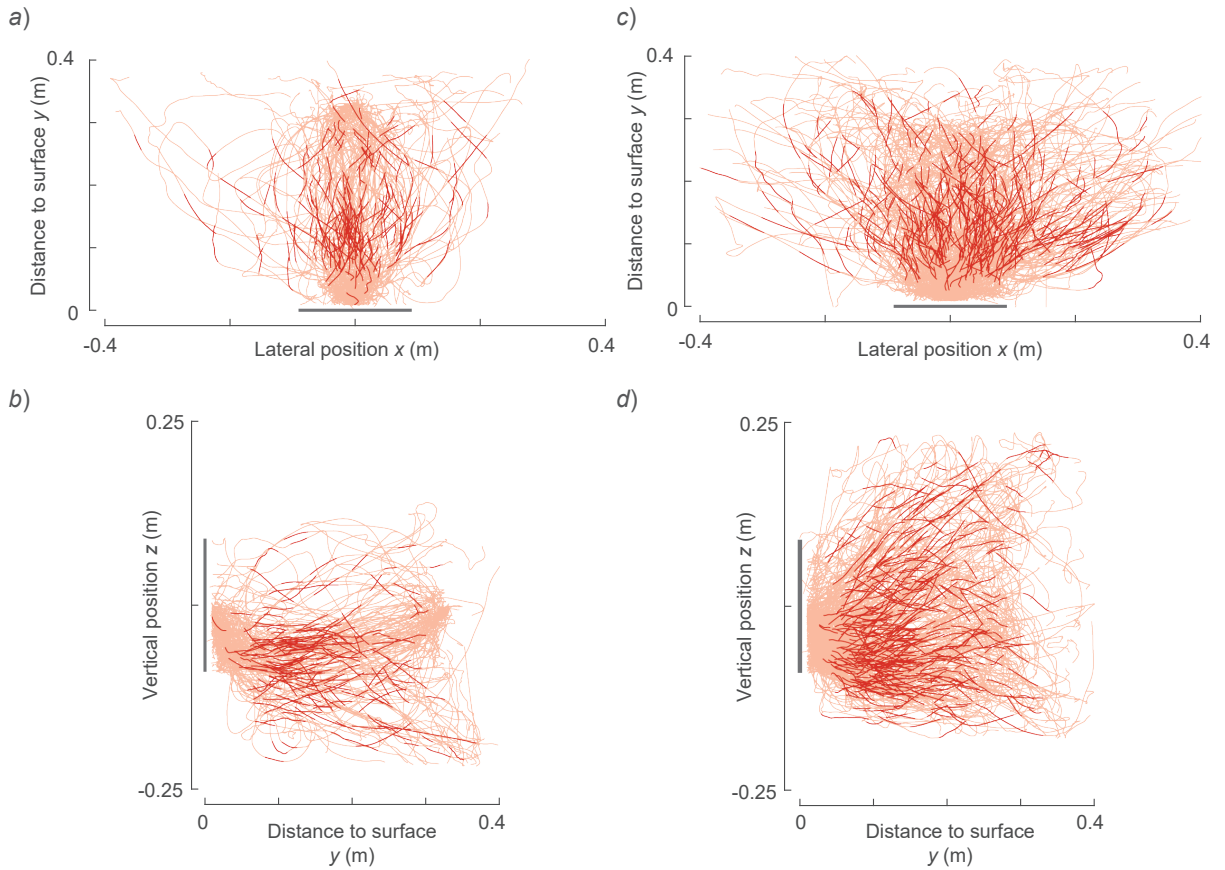 a)
0.4
Distance to surface y (m)
0
-0.4
Lateral position x (m)
0.4
c)
0.4
Distance to surface y (m)
0
-0.4
Lateral position x (m)
0.4
b)
0.25
Vertical position z (m)
-0.25
0
Distance to surface
y (m)
0.4
d)
0.25
Vertical position z (m)
-0.25
0
Distance to surface
y (m)
0.4